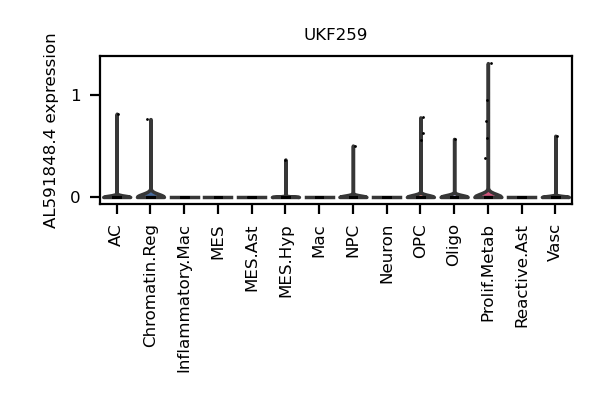 UKF259
AL591848.4 expression
1
0
AC
Chromatin.Reg
Inflammatory.Mac
MES
MES.Ast
MES.Hyp
Mac
NPC
Neuron
OPC
Oligo
Prolif.Metab
Reactive.Ast
Vasc